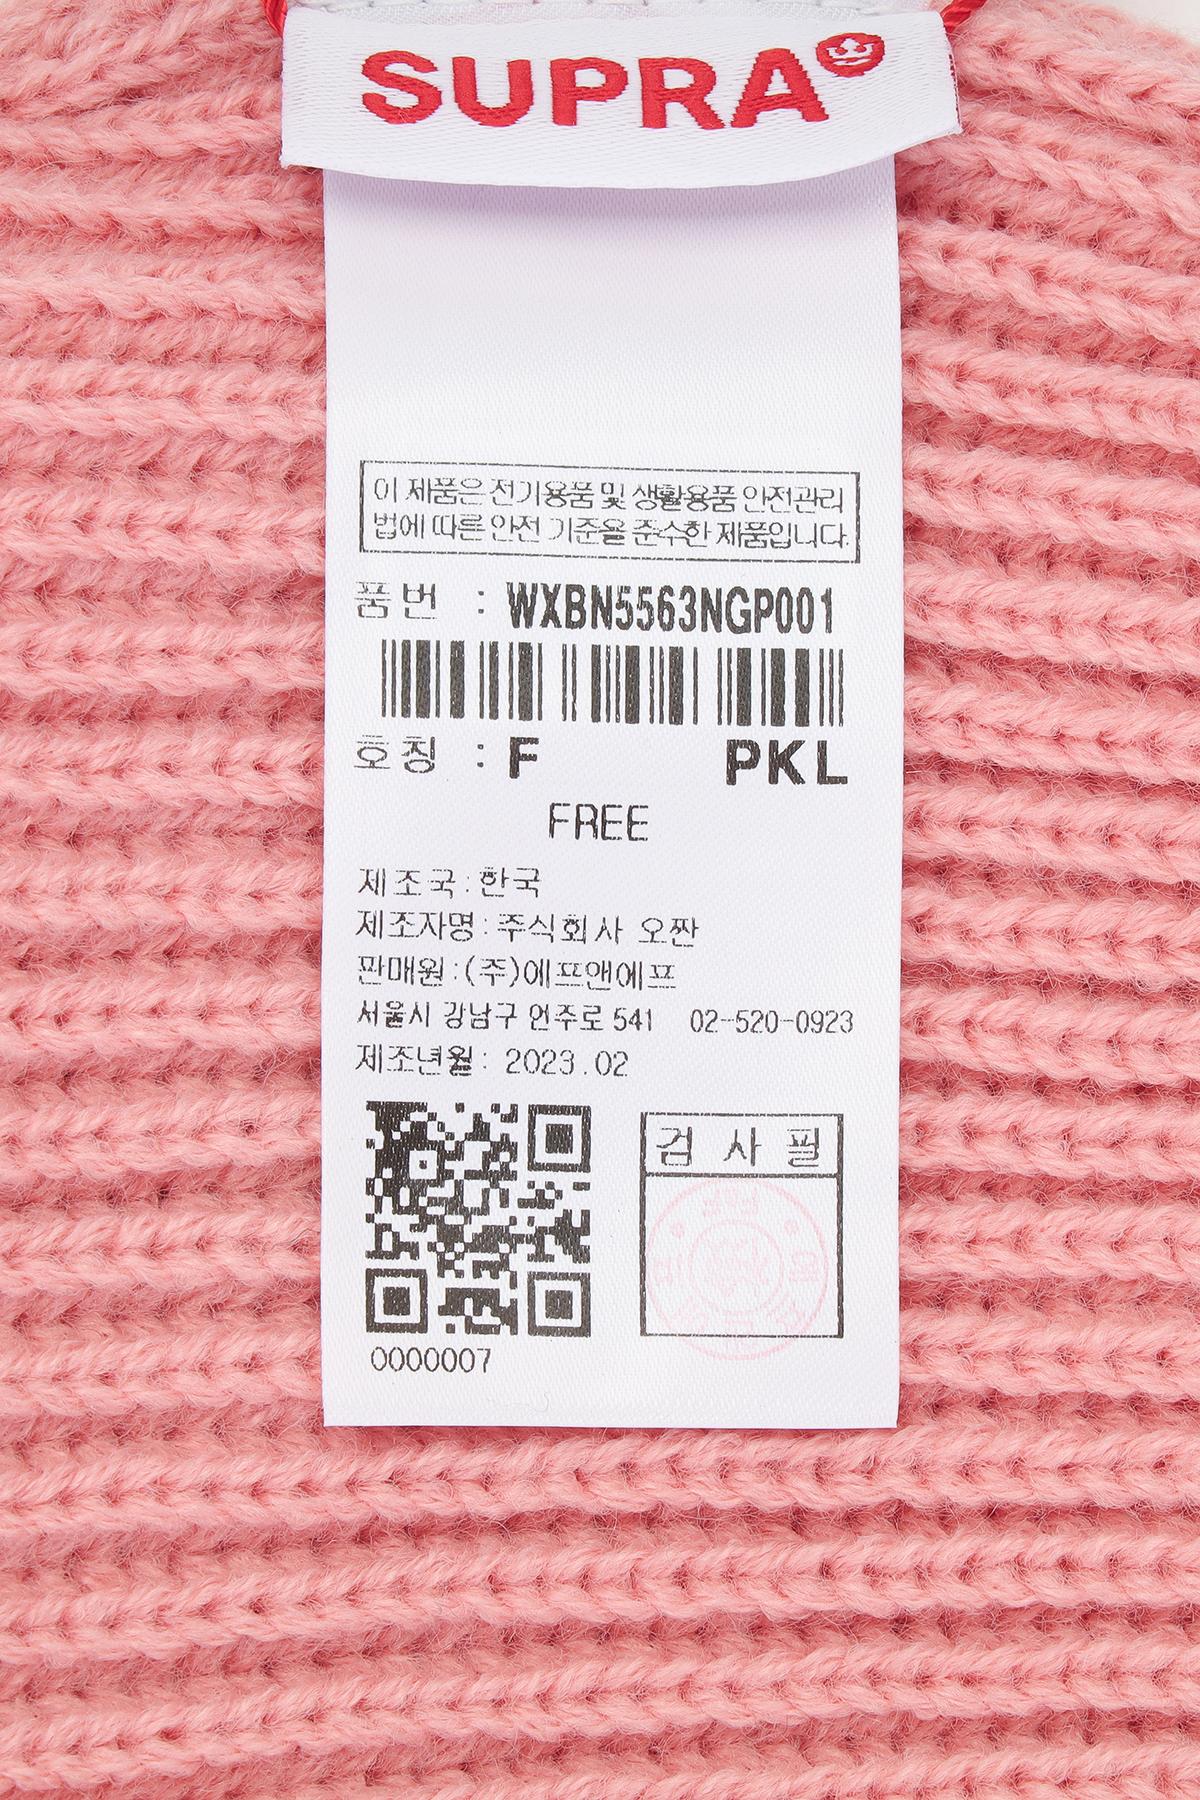 SUPRA
이 제품은 전기용품 및 생활용품 안전관리
법에 따른 안전 기준을 준수한 제품입니다.
품번 : WXBN5563NGP001
호칭 : F PKL
FREE
제조국 : 한국
제조자명 : 주식회사 오짠
판매원 : (주)에프앤에프
서울시 강남구 언주로 541 02-520-0923
제조년월 : 2023.02
검사필
0000007